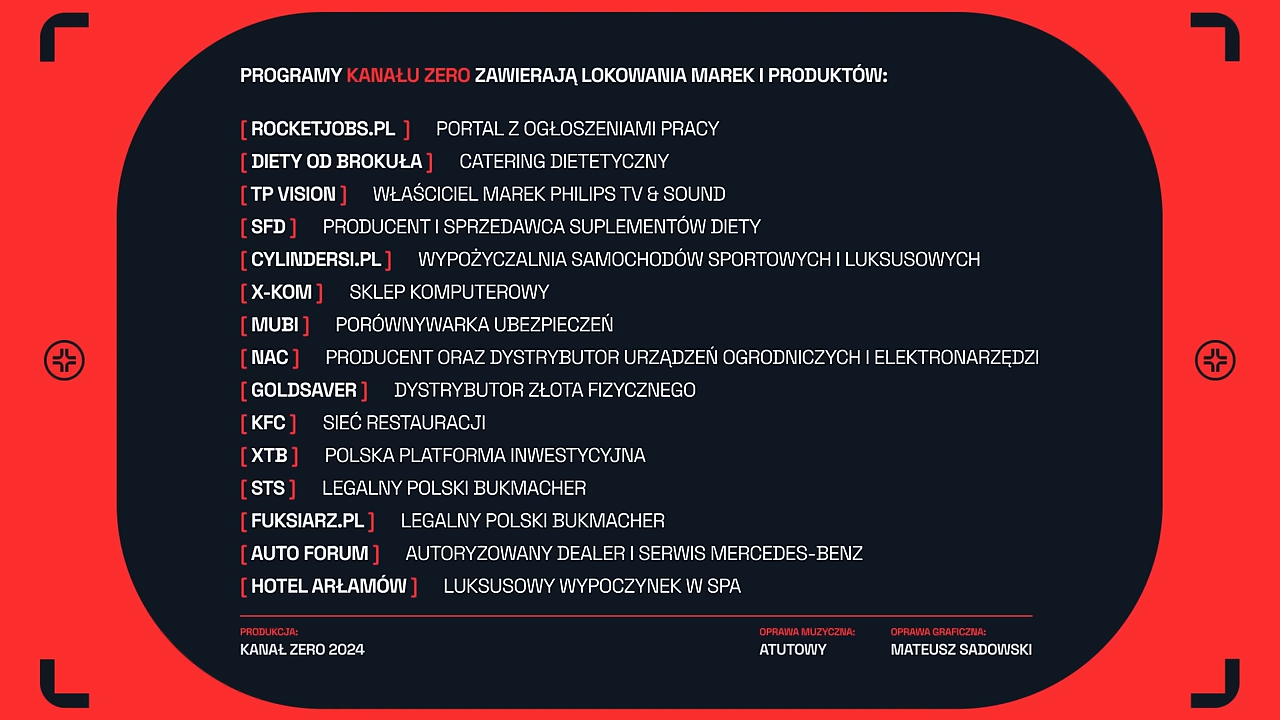 PROGRAMY KANAŁU ZERO ZAWIERAJĄ LOKOWANIA MAREK I PRODUKTÓW:
[ ROCKETJOBS.PL ] PORTAL Z OGŁOSZENIAMI PRACY
[ DIETY OD BROKUŁA ] CATERING DIETETYCZNY
[ TP VISION ] WŁAŚCICIEL MAREK PHILIPS TV & SOUND
[ SFD ] PRODUCENT I SPRZEDAWCA SUPLEMENTÓW DIETY
[ CYLINDERSI.PL ] WYPOŻYCZALNIA SAMOCHODÓW SPORTOWYCH I LUKSUSOWYCH
[ X-KOM ] SKLEP KOMPUTEROWY
[ MUBI ] PORÓWNYWARKA UBEZPIECZEŃ
[ NAC ] PRODUCENT ORAZ DYSTRYBUTOR URZĄDZEŃ OGRODNICZYCH I ELEKTRONARZĘDZI
[ GOLDSAVER ] DYSTRYBUTOR ZŁOTA FIZYCZNEGO
[ KFC ] SIEĆ RESTAURACJI
[ XTB ] POLSKA PLATFORMA INWESTYCYJNA
[ STS ] LEGALNY POLSKI BUKMACHER
[ FUKSIARZ.PL ] LEGALNY POLSKI BUKMACHER
[ AUTO FORUM ] AUTORYZOWANY DEALER I SERWIS MERCEDES-BENZ
[ HOTEL ARŁAMÓW ] LUKSUSOWY WYPOCZYNEK W SPA
PRODUKCJA:
KANAŁ ZERO 2024
OPRAWA MUZYCZNA:
ATUTOWY
OPRAWA GRAFICZNA:
MATEUSZ SADOWSKI